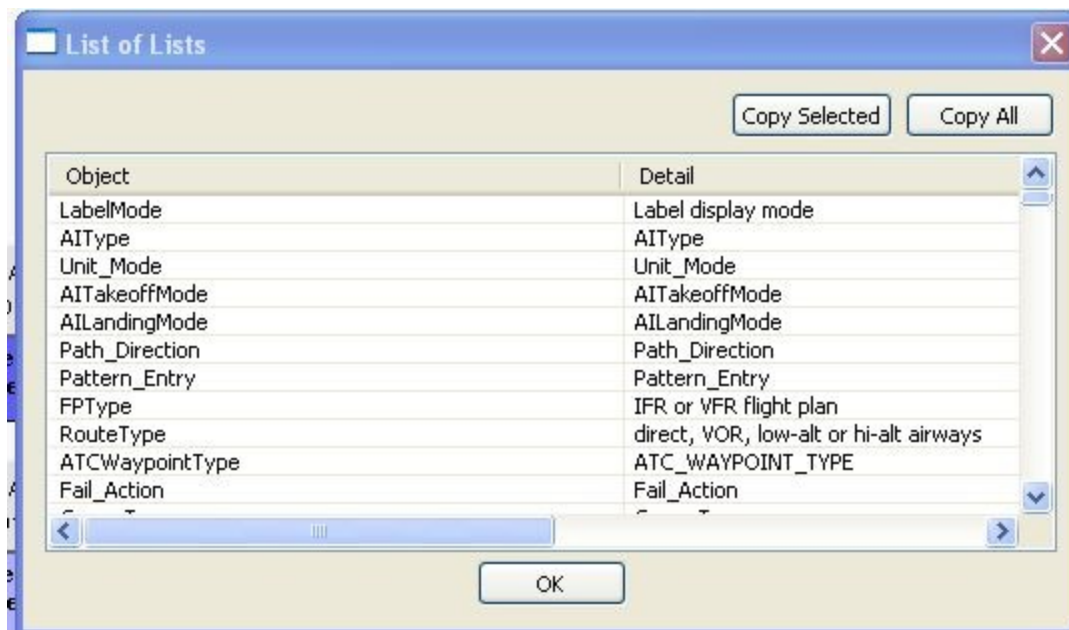 List of Lists
Copy Selected Copy All
Object Detail
LabelMode Label display mode
AIType AIType
Unit_Mode Unit_Mode
AITakeoffMode AITakeoffMode
AILandingMode AILandingMode
Path_Direction Path_Direction
Pattern_Entry Pattern_Entry
FPType IFR or VFR flight plan
RouteType direct, VOR, low-alt or hi-alt airways
ATCWaypointType ATC_WAYPOINT_TYPE
Fail_Action Fail_Action
OK